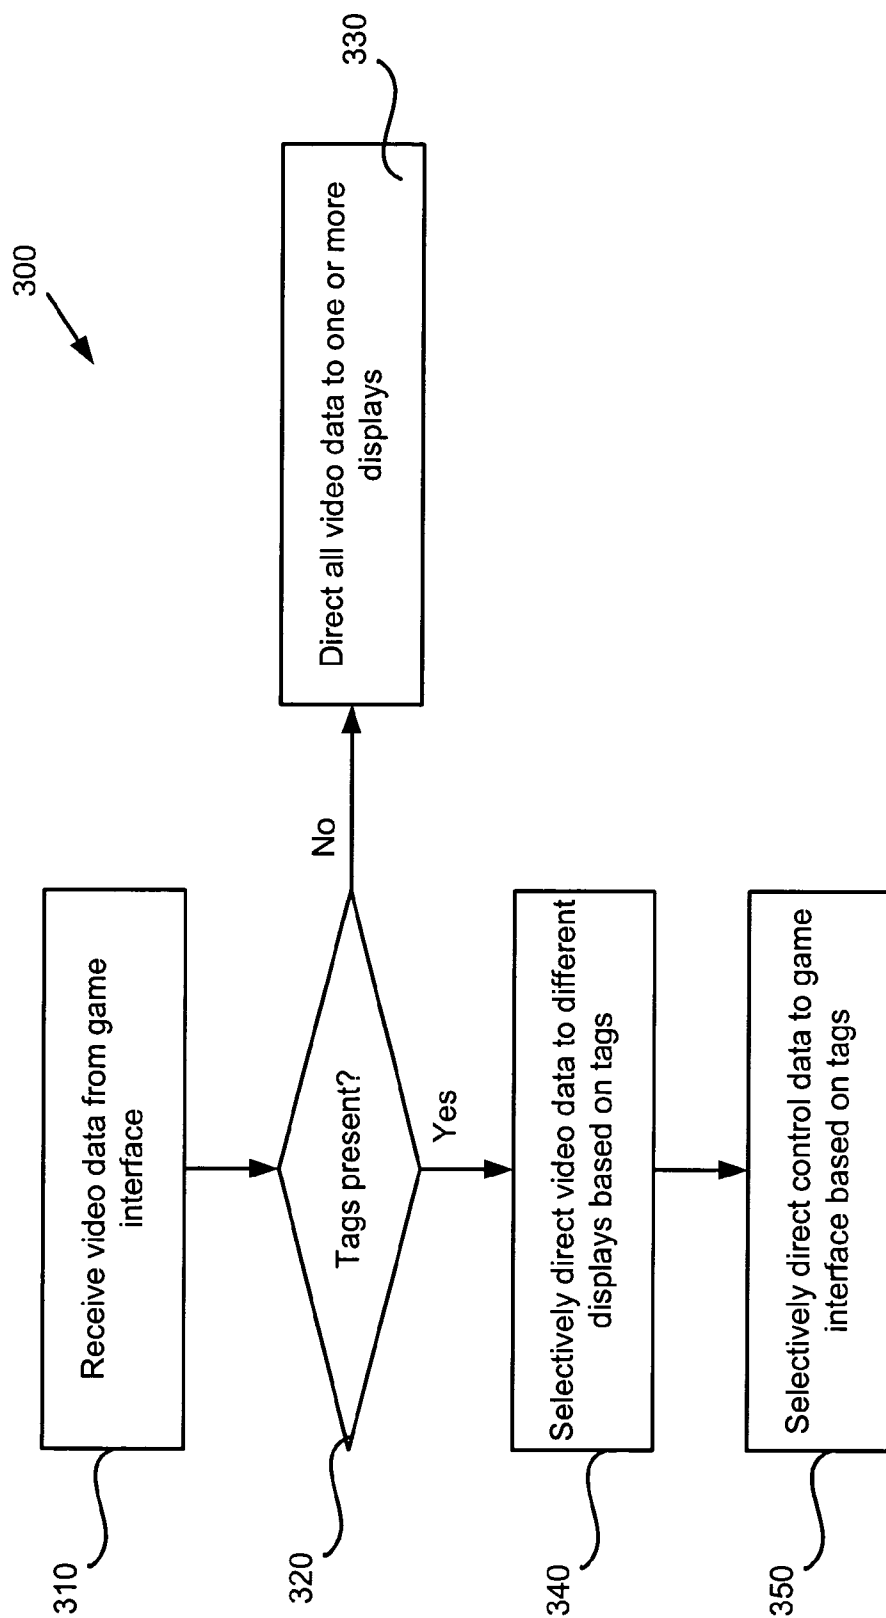 300
310
Receive video data from game
interface
320
Tags present?
No
330
Direct all video data to one or more
displays
Yes
340
Selectively direct video data to different
displays based on tags
350
Selectively direct control data to game
interface based on tags